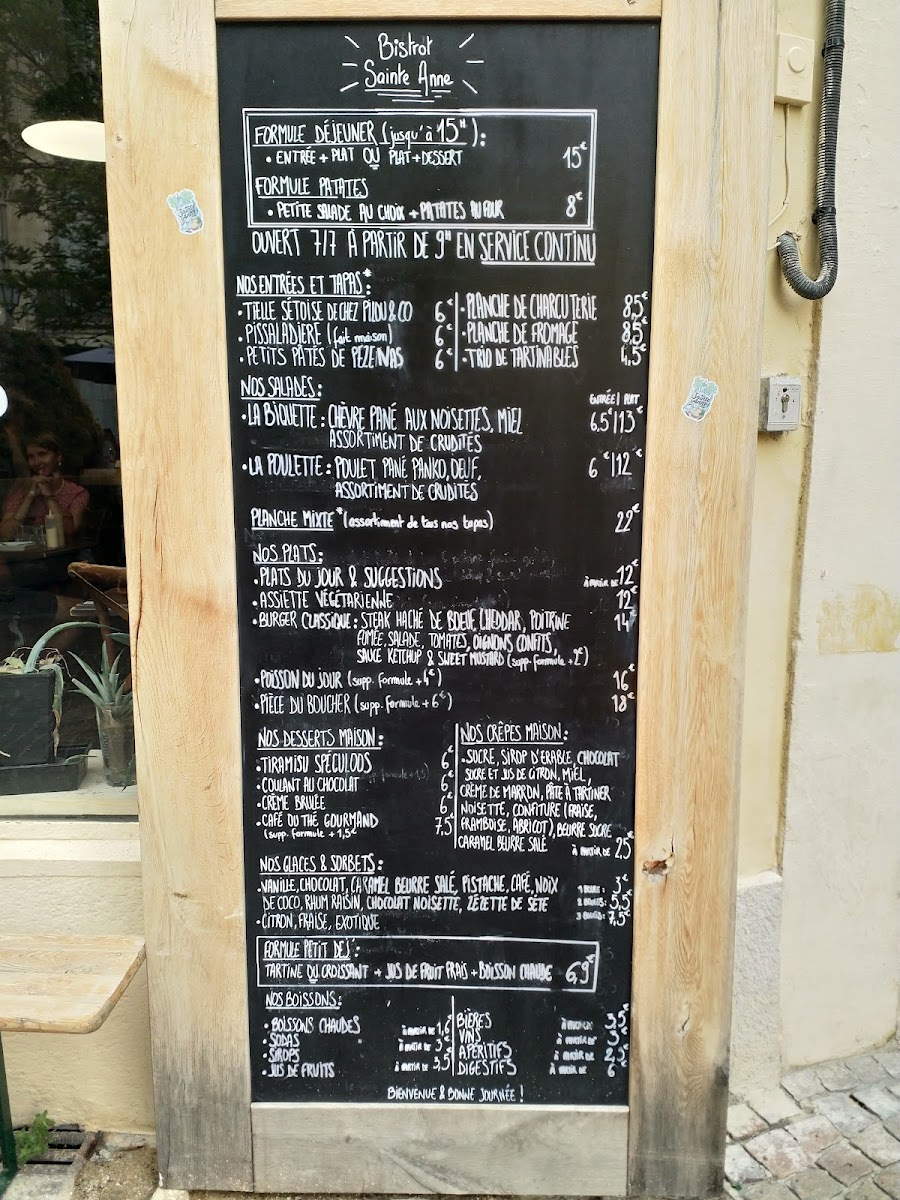 Bistrot
Sainte Anne
FORMULE DÉJEUNER (jusqu'à 15H):
• ENTRÉE + PLAT OU PLAT + DESSERT 15€
FORMULE PATATES
• PETITE SALADE AU CHOIX + PATATES AU FOUR 8€
OUVERT 7/7 À PARTIR DE 9H EN SERVICE CONTINU
NOS ENTRÉES ET TAPAS*:
• TIELLE SÉTOISE DE CHEZ PILOU & CO 6€
• PISSALADIÈRE (fait maison) 6€
• PETITS PÂTÉS DE PEZENAS 6€
• PLANCHE DE CHARCUTERIE 8,5€
• PLANCHE DE FROMAGE 8,5€
• TRIO DE TARTINABLES 4,5€
NOS SALADES:
ENTRÉE | PLAT
• LA BIQUETTE: CHÈVRE PANÉ AUX NOISETTES, MIEL 6.5€|13€
ASSORTIMENT DE CRUDITÉS
• LA POULETTE: POULET PANÉ PANKO, OEUF, 6€|12€
ASSORTIMENT DE CRUDITÉS
PLANCHE MIXTE* (assortiment de tous nos tapas) 22€
NOS PLATS:
• PLATS DU JOUR & SUGGESTIONS à partir de 12€
• ASSIETTE VÉGÉTARIENNE 12€
• BURGER CLASSIQUE: STEAK HACHÉ DE BOEUF, CHEDDAR, POITRINE 14€
FUMÉE, SALADE, TOMATES, OIGNONS CONFITS,
SAUCE KETCHUP & SWEET MUSTARD (supp. formule +2€)
• POISSON DU JOUR (supp. formule +4€) 16€
• PIÈCE DU BOUCHER (supp. formule +6€) 18€
NOS DESSERTS MAISON:
• TIRAMISU SPÉCULOOS 6€
• COULANT AU CHOCOLAT 6€
• CRÈME BRULÉE 6€
• CAFÉ OU THÉ GOURMAND 7,5€
(supp. formule + 1,5€
NOS CRÊPES MAISON:
• SUCRE, SIROP D'ERABLE, CHOCOLAT
SUCRE ET JUS DE CITRON, MIEL,
CRÈME DE MARRON, PÂTE À TARTINER
NOISETTE, CONFITURE (FRAISE,
FRAMBOISE, ABRICOT), BEURRE SUCRE
CARAMEL BEURRE SALÉ à partir de 2,5€
NOS GLACES & SORBETS:
• VANILLE, CHOCOLAT, CARAMEL BEURRE SALÉ, PISTACHE, CAFÉ, NOIX 1 BOULE: 3€
DE COCO, RHUM RAISIN, CHOCOLAT NOISETTE, ZÉZETTE DE SÈTE 2 BOULES: 5,5€
• CITRON, FRAISE, EXOTIQUE 3 BOULES: 7,5€
FORMULE PETIT DEJ':
TARTINE OU CROISSANT + JUS DE FRUIT FRAIS + BOISSON CHAUDE 6,9€
NOS BOISSONS:
• BOISSONS CHAUDES à partir de 1,6€
• SODAS
• SIROPS à partir de 3€
• JUS DE FRUITS à partir de 3,5€
BIÈRES à partir de 3,5€
VINS à partir de 3€
APÉRITIFS à partir de 2,5€
DIGESTIFS à partir de 6€
BIENVENUE & BONNE JOURNÉE!